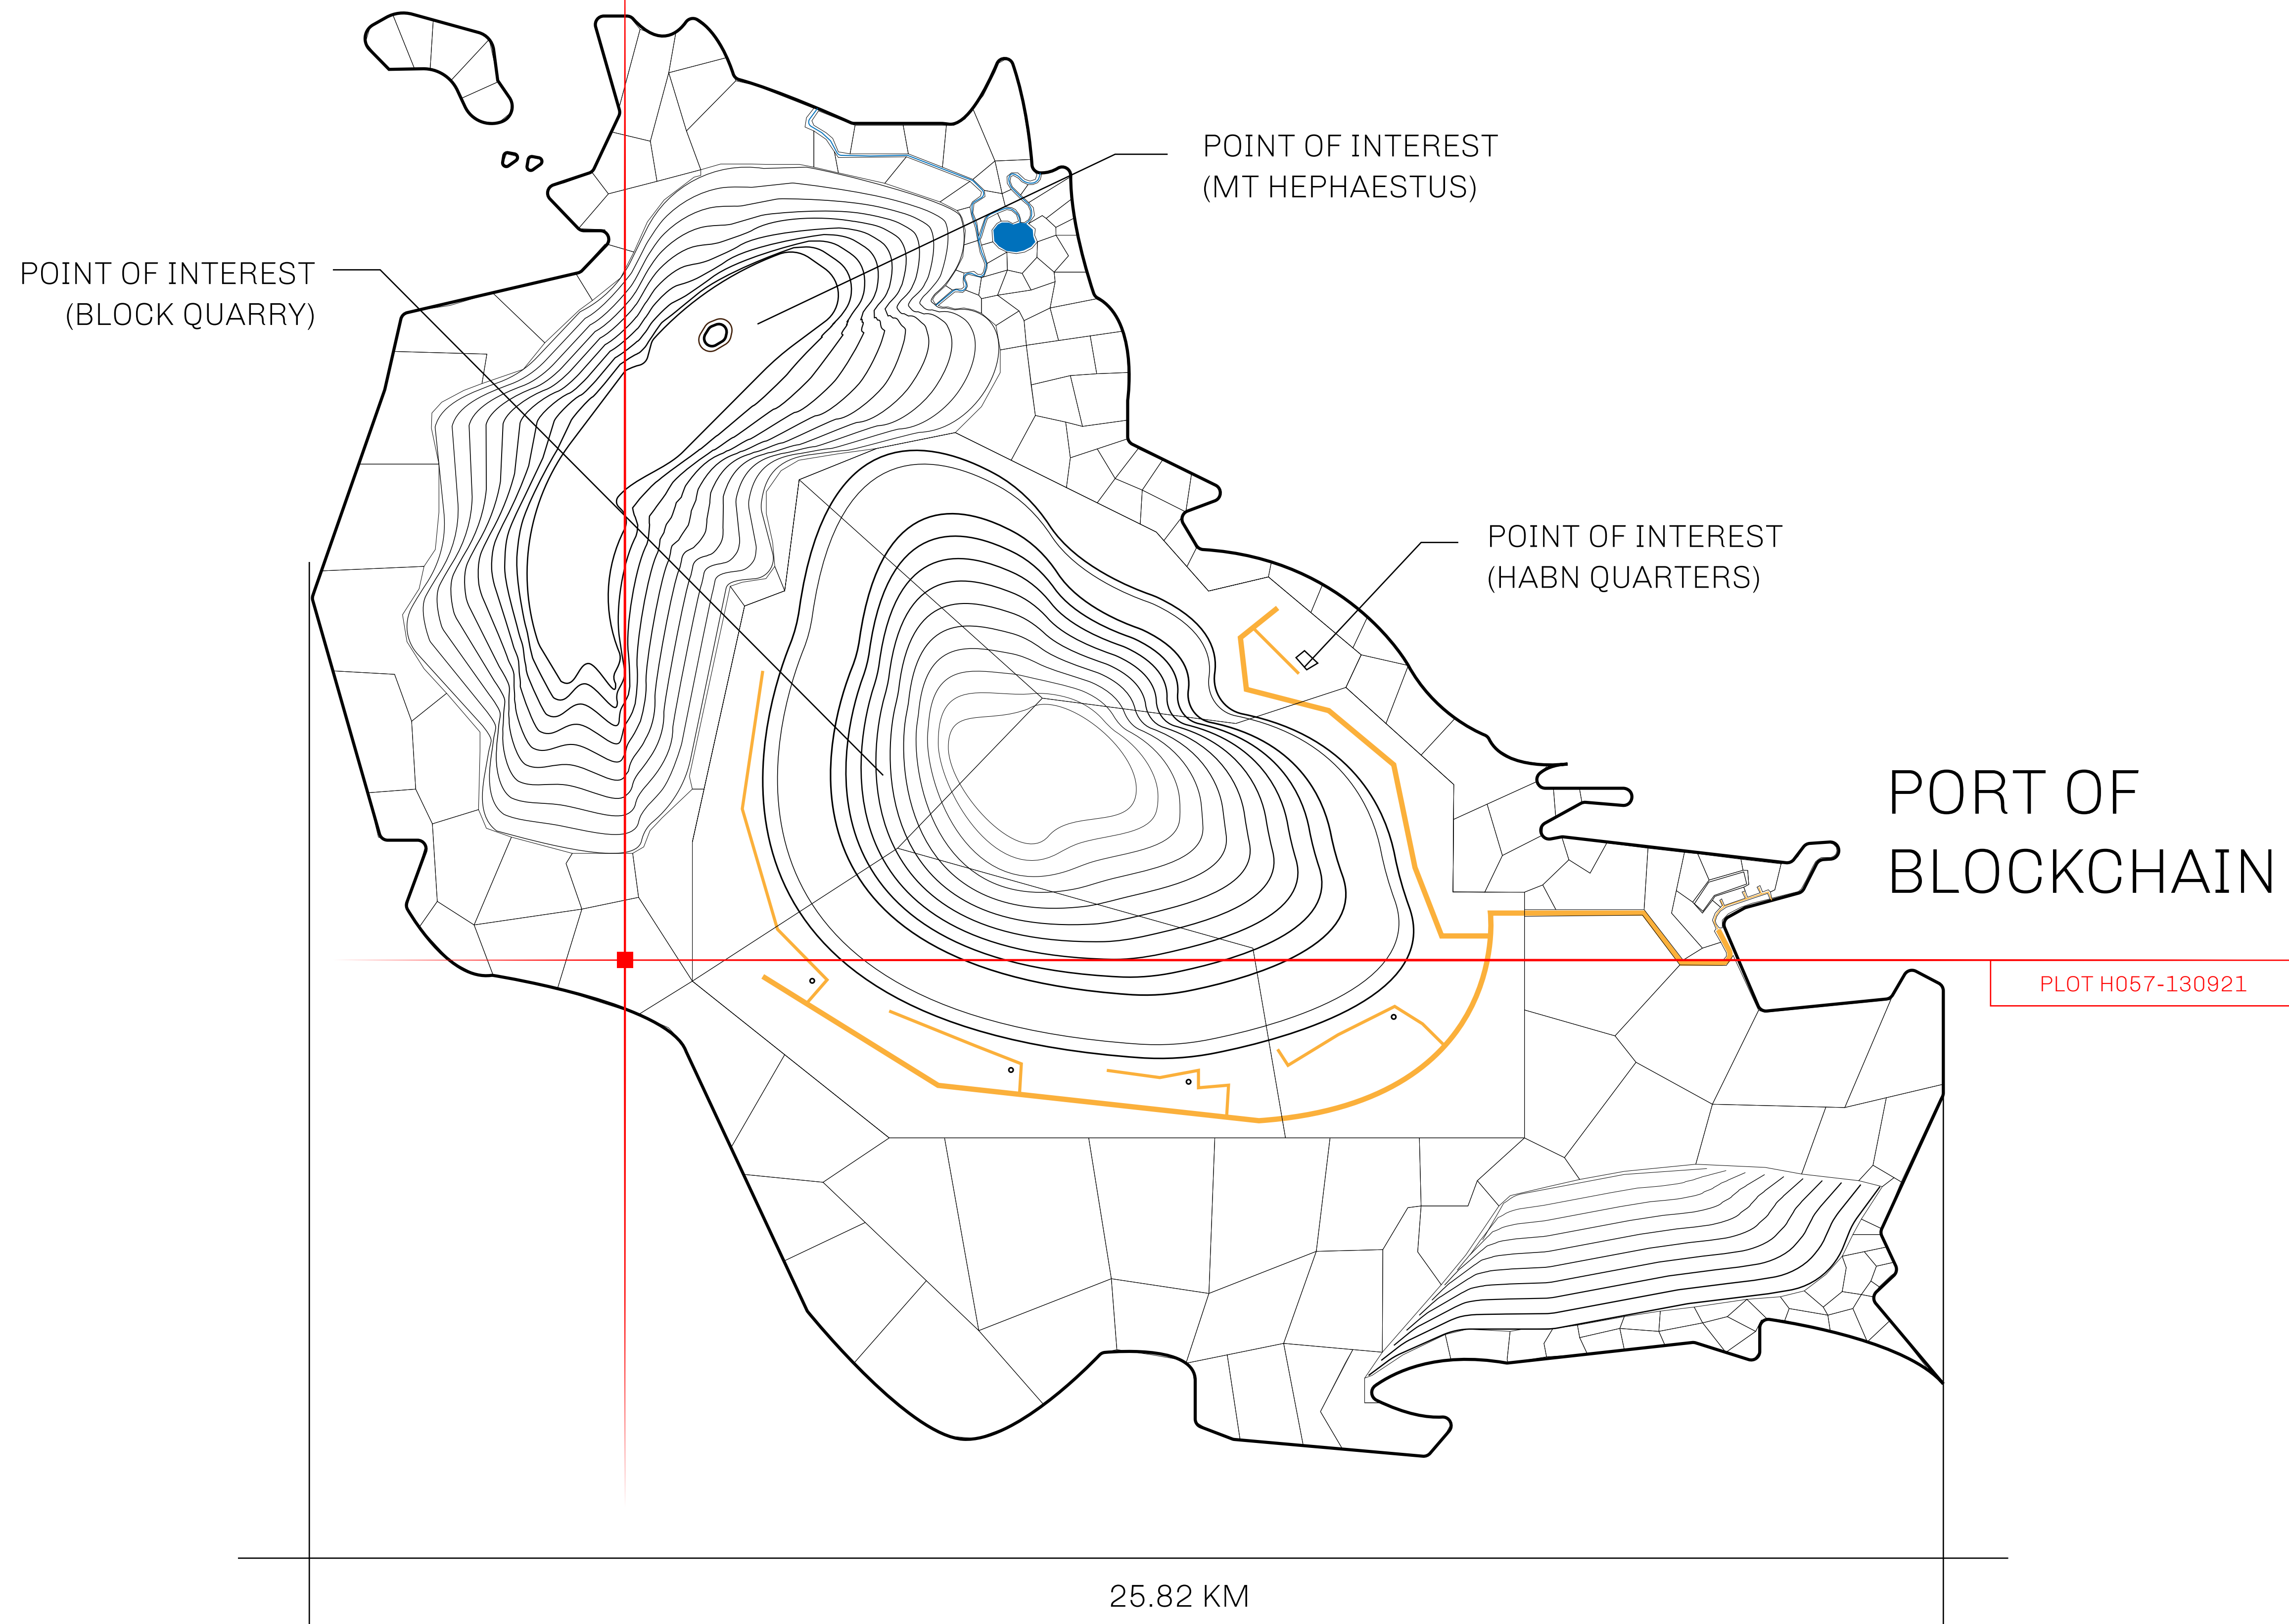 POINT OF INTEREST
(MT HEPHAESTUS)
POINT OF INTEREST
(BLOCK QUARRY)
POINT OF INTEREST
(HABN QUARTERS)
PORT OF
BLOCKCHAIN
PLOT H057-130921
25.82 KM